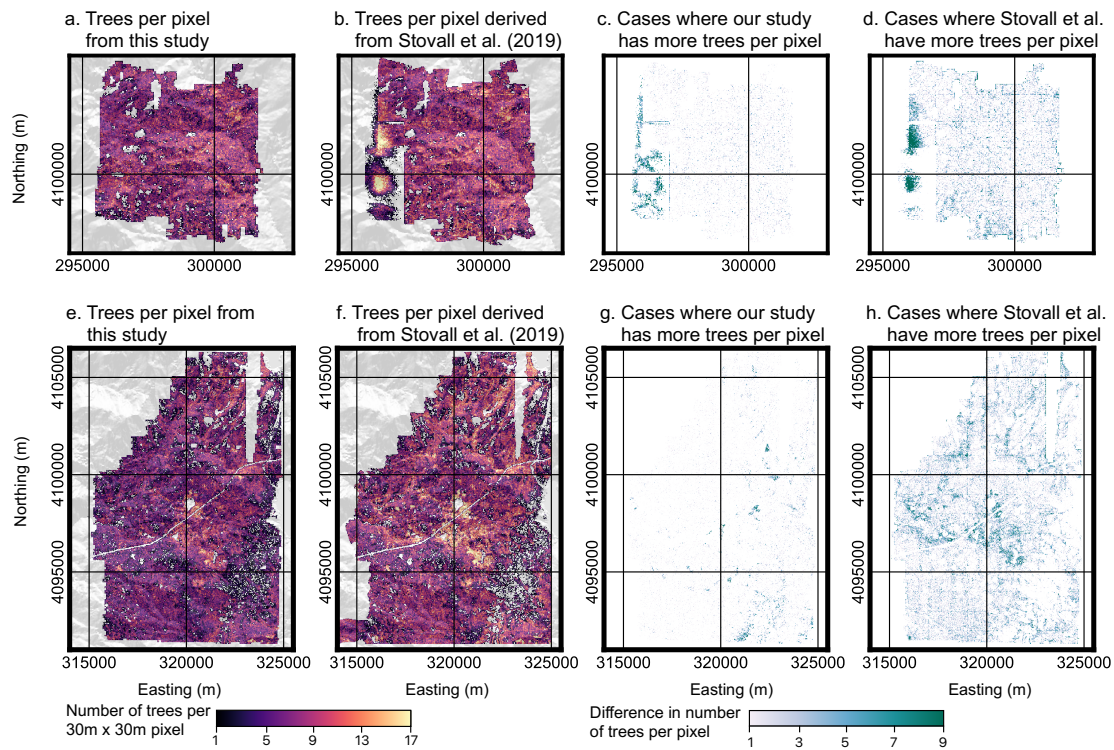 a. Trees per pixel
from this study
b. Trees per pixel derived
from Stovall et al. (2019)
c. Cases where our study
has more trees per pixel
d. Cases where Stovall et al.
have more trees per pixel
Northing (m)
4100000
295000
300000
295000
300000
295000
300000
295000
300000
e. Trees per pixel from
this study
f. Trees per pixel derived
from Stovall et al. (2019)
g. Cases where our study
has more trees per pixel
h. Cases where Stovall et al.
have more trees per pixel
Northing (m)
4105000
4100000
4095000
4105000
4100000
4095000
4105000
4100000
4095000
4105000
4100000
4095000
315000
320000
325000
315000
320000
325000
315000
320000
325000
315000
320000
325500
Easting (m)
Easting (m)
Easting (m)
Easting (m)
Number of trees per
30m x 30m pixel
1
5
9
13
17
Difference in number
of trees per pixel
1
3
5
7
9